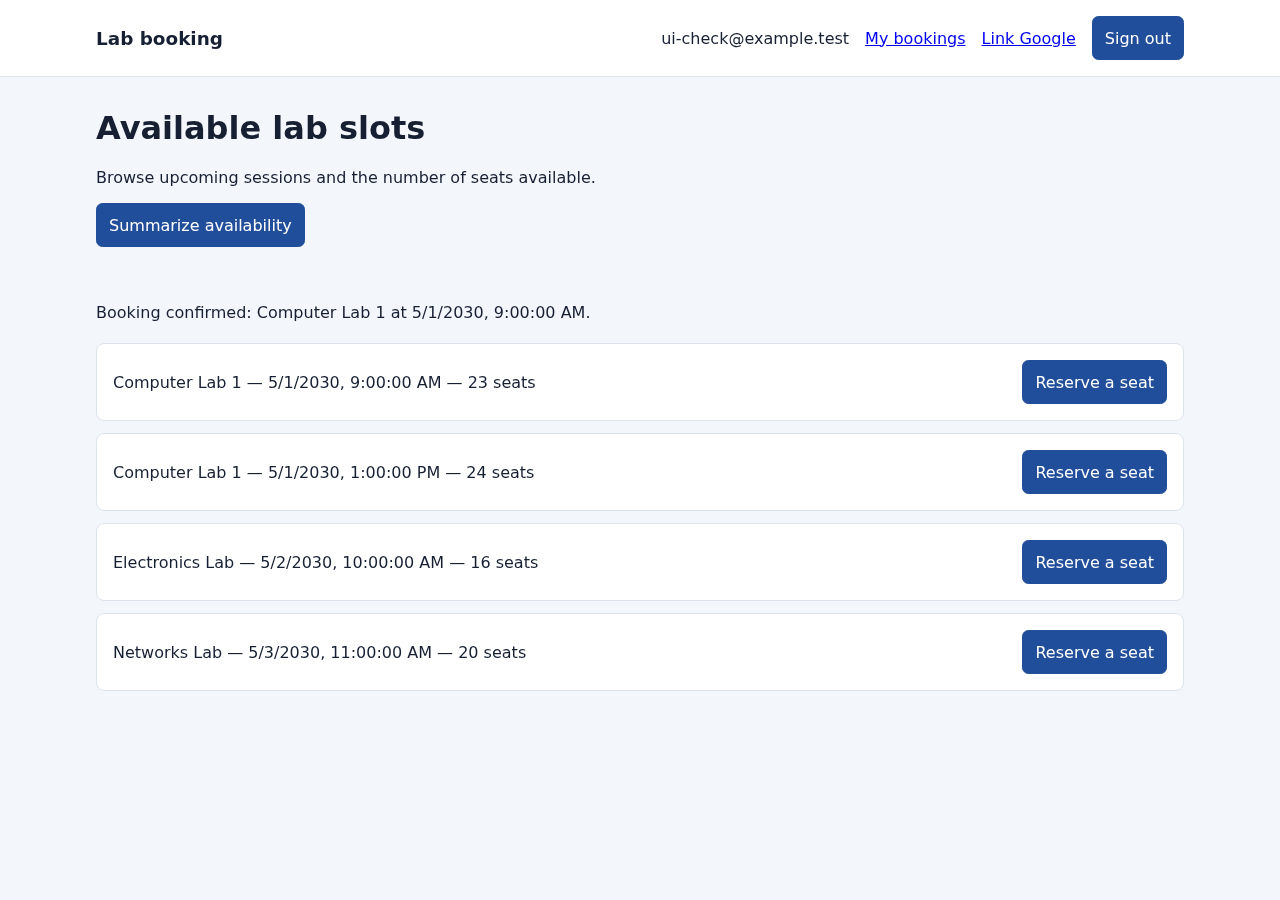 Lab booking
ui-check@example.test My bookings Link Google Sign out
Available lab slots
Browse upcoming sessions and the number of seats available.
Summarize availability
Booking confirmed: Computer Lab 1 at 5/1/2030, 9:00:00 AM.
Computer Lab 1 — 5/1/2030, 9:00:00 AM — 23 seats Reserve a seat
Computer Lab 1 — 5/1/2030, 1:00:00 PM — 24 seats Reserve a seat
Electronics Lab — 5/2/2030, 10:00:00 AM — 16 seats Reserve a seat
Networks Lab — 5/3/2030, 11:00:00 AM — 20 seats Reserve a seat